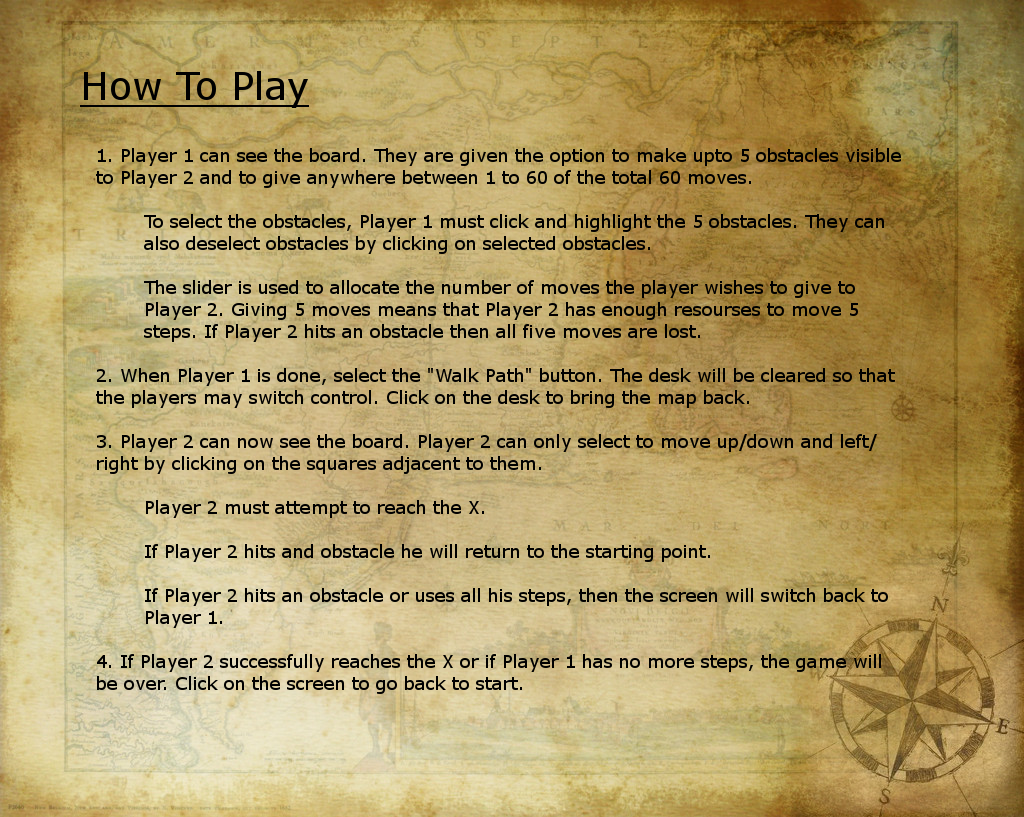 A M E R I C A S E P T E N
How To Play
1. Player 1 can see the board. They are given the option to make upto 5 obstacles visible
to Player 2 and to give anywhere between 1 to 60 of the total 60 moves.
To select the obstacles, Player 1 must click and highlight the 5 obstacles. They can
also deselect obstacles by clicking on selected obstacles.
The slider is used to allocate the number of moves the player wishes to give to
Player 2. Giving 5 moves means that Player 2 has enough resourses to move 5
steps. If Player 2 hits an obstacle then all five moves are lost.
2. When Player 1 is done, select the "Walk Path" button. The desk will be cleared so that
the players may switch control. Click on the desk to bring the map back.
3. Player 2 can now see the board. Player 2 can only select to move up/down and left/
right by clicking on the squares adjacent to them.
Player 2 must attempt to reach the X.
MAR DEL NORT
If Player 2 hits and obstacle he will return to the starting point.
If Player 2 hits an obstacle or uses all his steps, then the screen will switch back to
Player 1.
N
4. If Player 2 successfully reaches the X or if Player 1 has no more steps, the game will
be over. Click on the screen to go back to start.
W
E
S